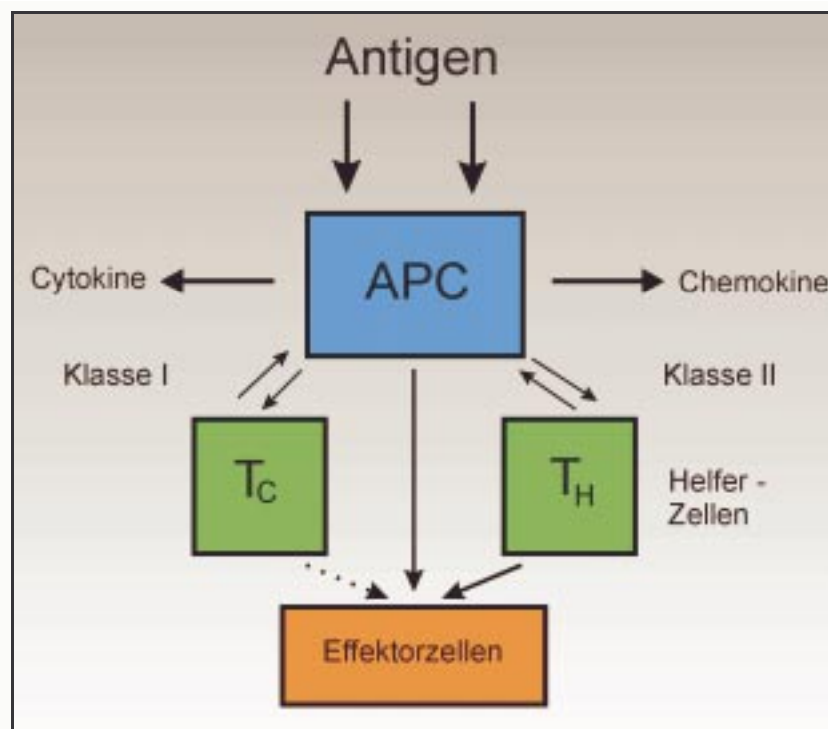 Antigen
APC
Cytokine
Chemokine
Klasse I
Klasse II
TC
TH
Helfer -
Zellen
Effektorzellen